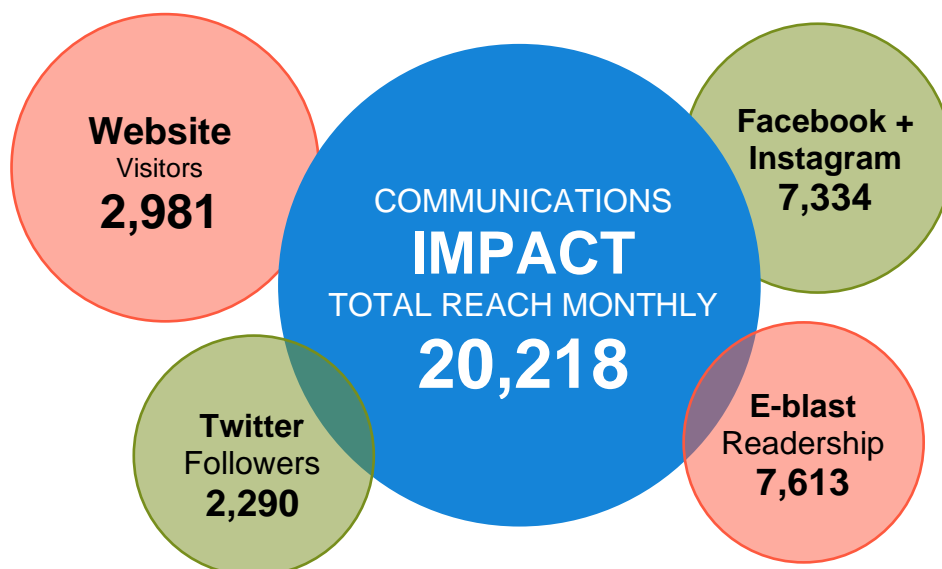 Website
Visitors
2,981
Facebook +
Instagram
7,334
COMMUNICATIONS
IMPACT
TOTAL REACH MONTHLY
20,218
Twitter
Followers
2,290
E-blast
Readership
7,613